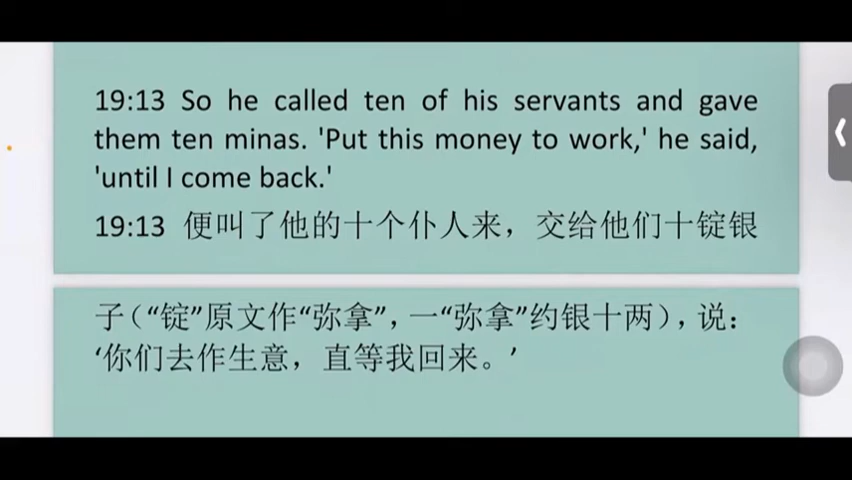 19:13 So he called ten of his servants and gave
them ten minas. 'Put this money to work,' he said,
'until I come back.'
19:13 便叫了他的十个仆人来，交给他们十锭银
子（“锭”原文作“弥拿”，一“弥拿”约银十两），说：
‘你们去作生意，直等我回来。’